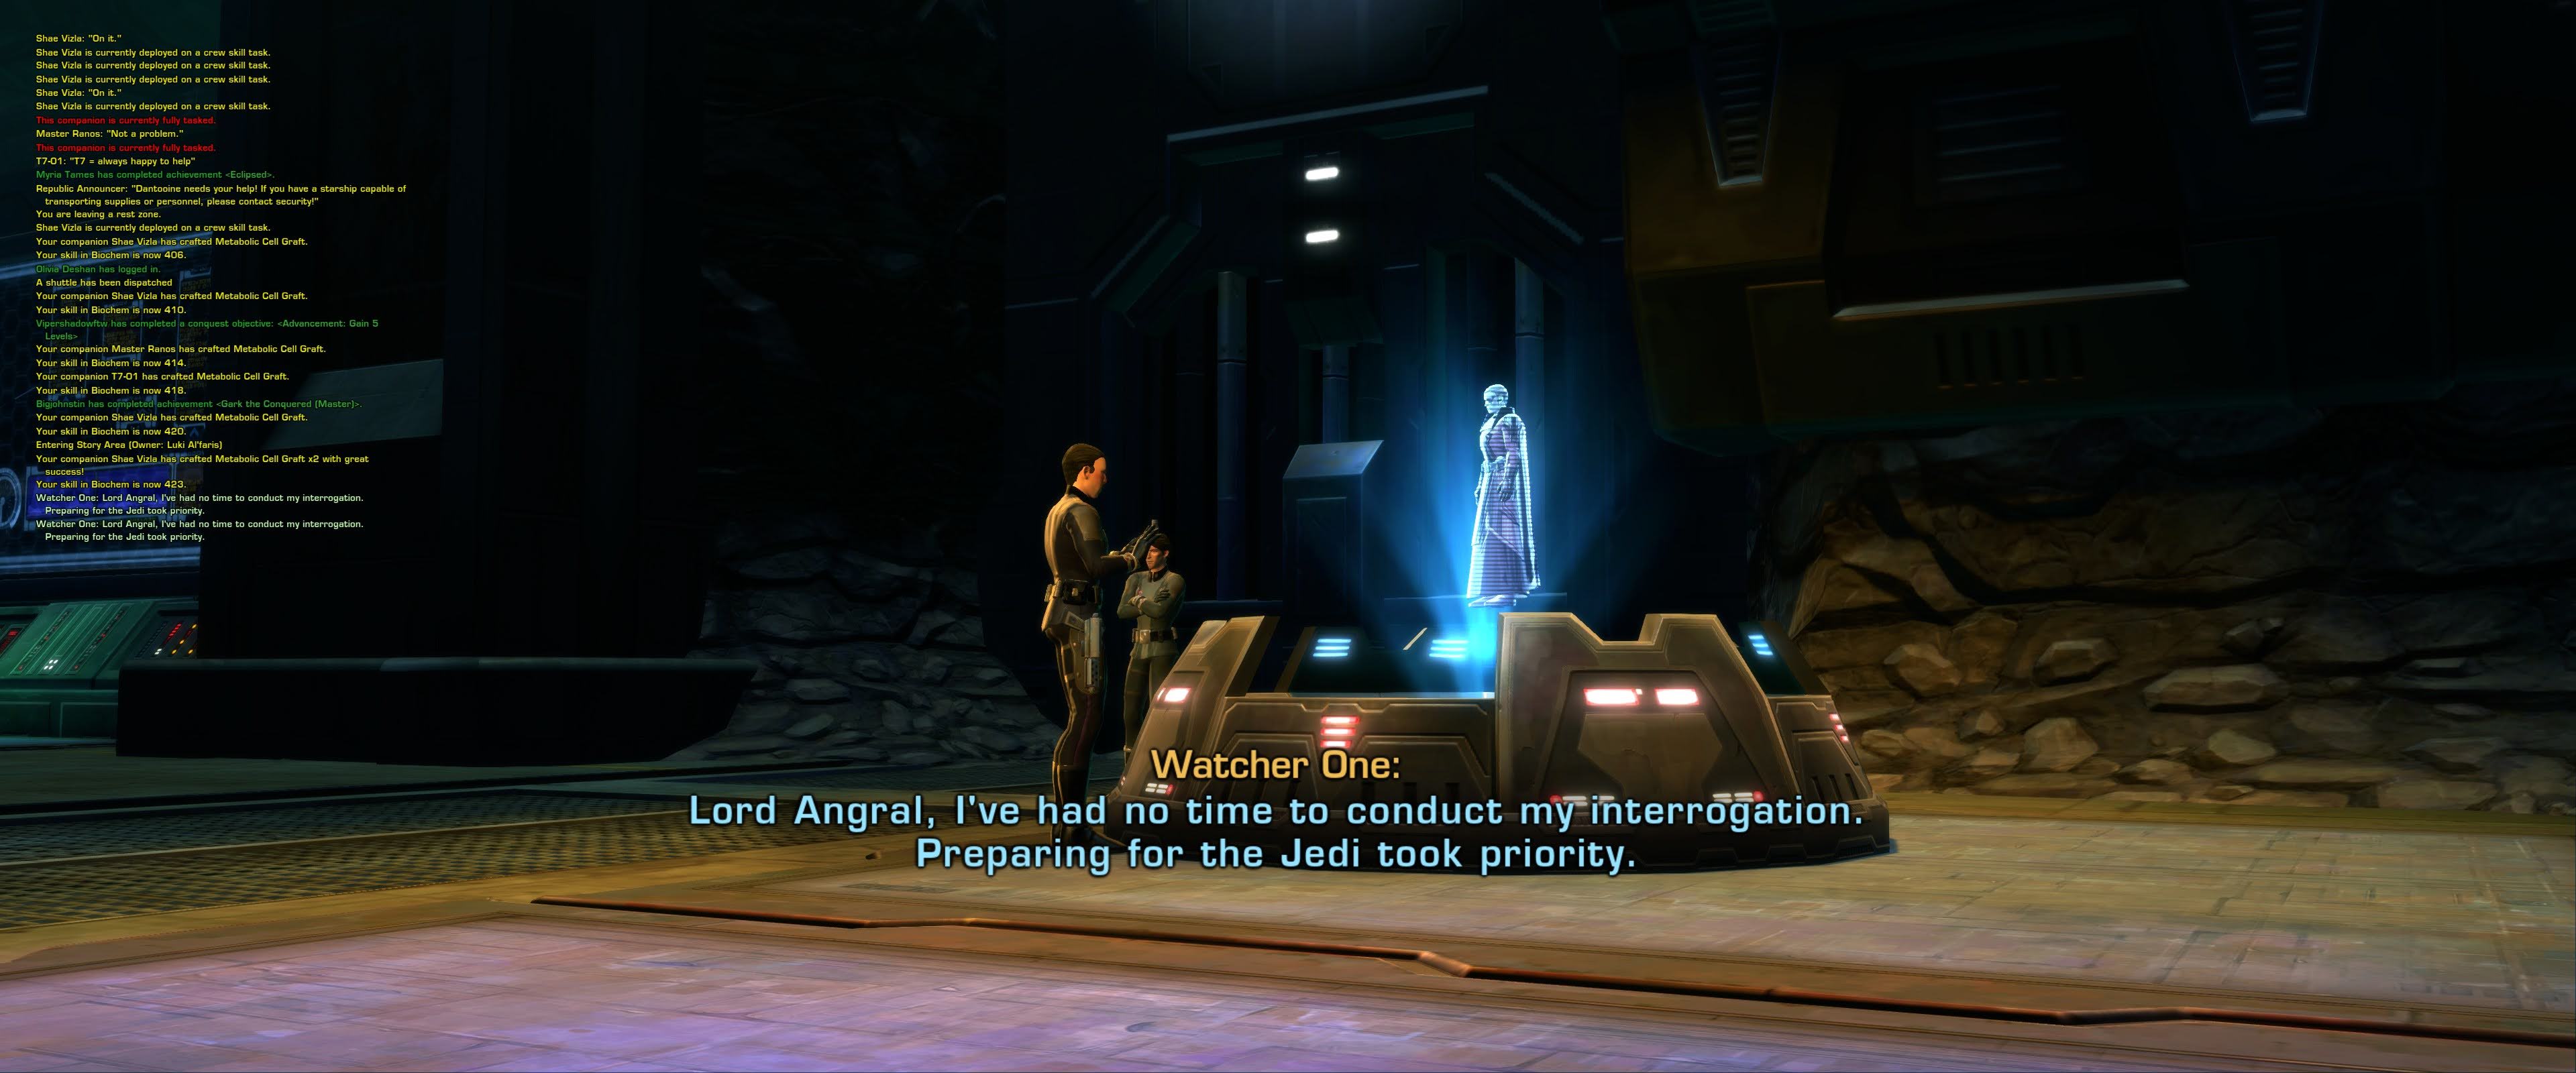 Shae Vizla: "On it."
Shae Vizla is currently deployed on a crew skill task.
Shae Vizla is currently deployed on a crew skill task.
Shae Vizla is currently deployed on a crew skill task.
Shae Vizla: "On it."
Shae Vizla is currently deployed on a crew skill task.
This companion is currently fully tasked.
Master Ranos: "Not a problem."
This companion is currently fully tasked.
T7-01: "T7 = always happy to help"
Myria Tames has completed achievement <Eclipsed>.
Republic Announcer: "Dantooine needs your help! If you have a starship capable of
transporting supplies or personnel, please contact security!"
You are leaving a rest zone.
Shae Vizla is currently deployed on a crew skill task.
Your companion Shae Vizla has crafted Metabolic Cell Graft.
Your skill in Biochem is now 406.
Olivia Deshan has logged in.
A shuttle has been dispatched
Your companion Shae Vizla has crafted Metabolic Cell Graft.
Your skill in Biochem is now 410.
Vipershadowftw has completed a conquest objective: <Advancement: Gain 5
Levels>
Your companion Master Ranos has crafted Metabolic Cell Graft.
Your skill in Biochem is now 414.
Your companion T7-01 has crafted Metabolic Cell Graft.
Your skill in Biochem is now 418.
Bigjohnstin has completed achievement <Gark the Conquered (Master)>.
Your companion Shae Vizla has crafted Metabolic Cell Graft.
Your skill in Biochem is now 420.
Entering Story Area (Owner: Luki Al'faris)
Your companion Shae Vizla has crafted Metabolic Cell Graft x2 with great
success!
Your skill in Biochem is now 423.
Watcher One: Lord Angral, I've had no time to conduct my interrogation.
Preparing for the Jedi took priority.
Watcher One: Lord Angral, I've had no time to conduct my interrogation.
Preparing for the Jedi took priority.
Watcher One:
Lord Angral, I've had no time to conduct my interrogation.
Preparing for the Jedi took priority.